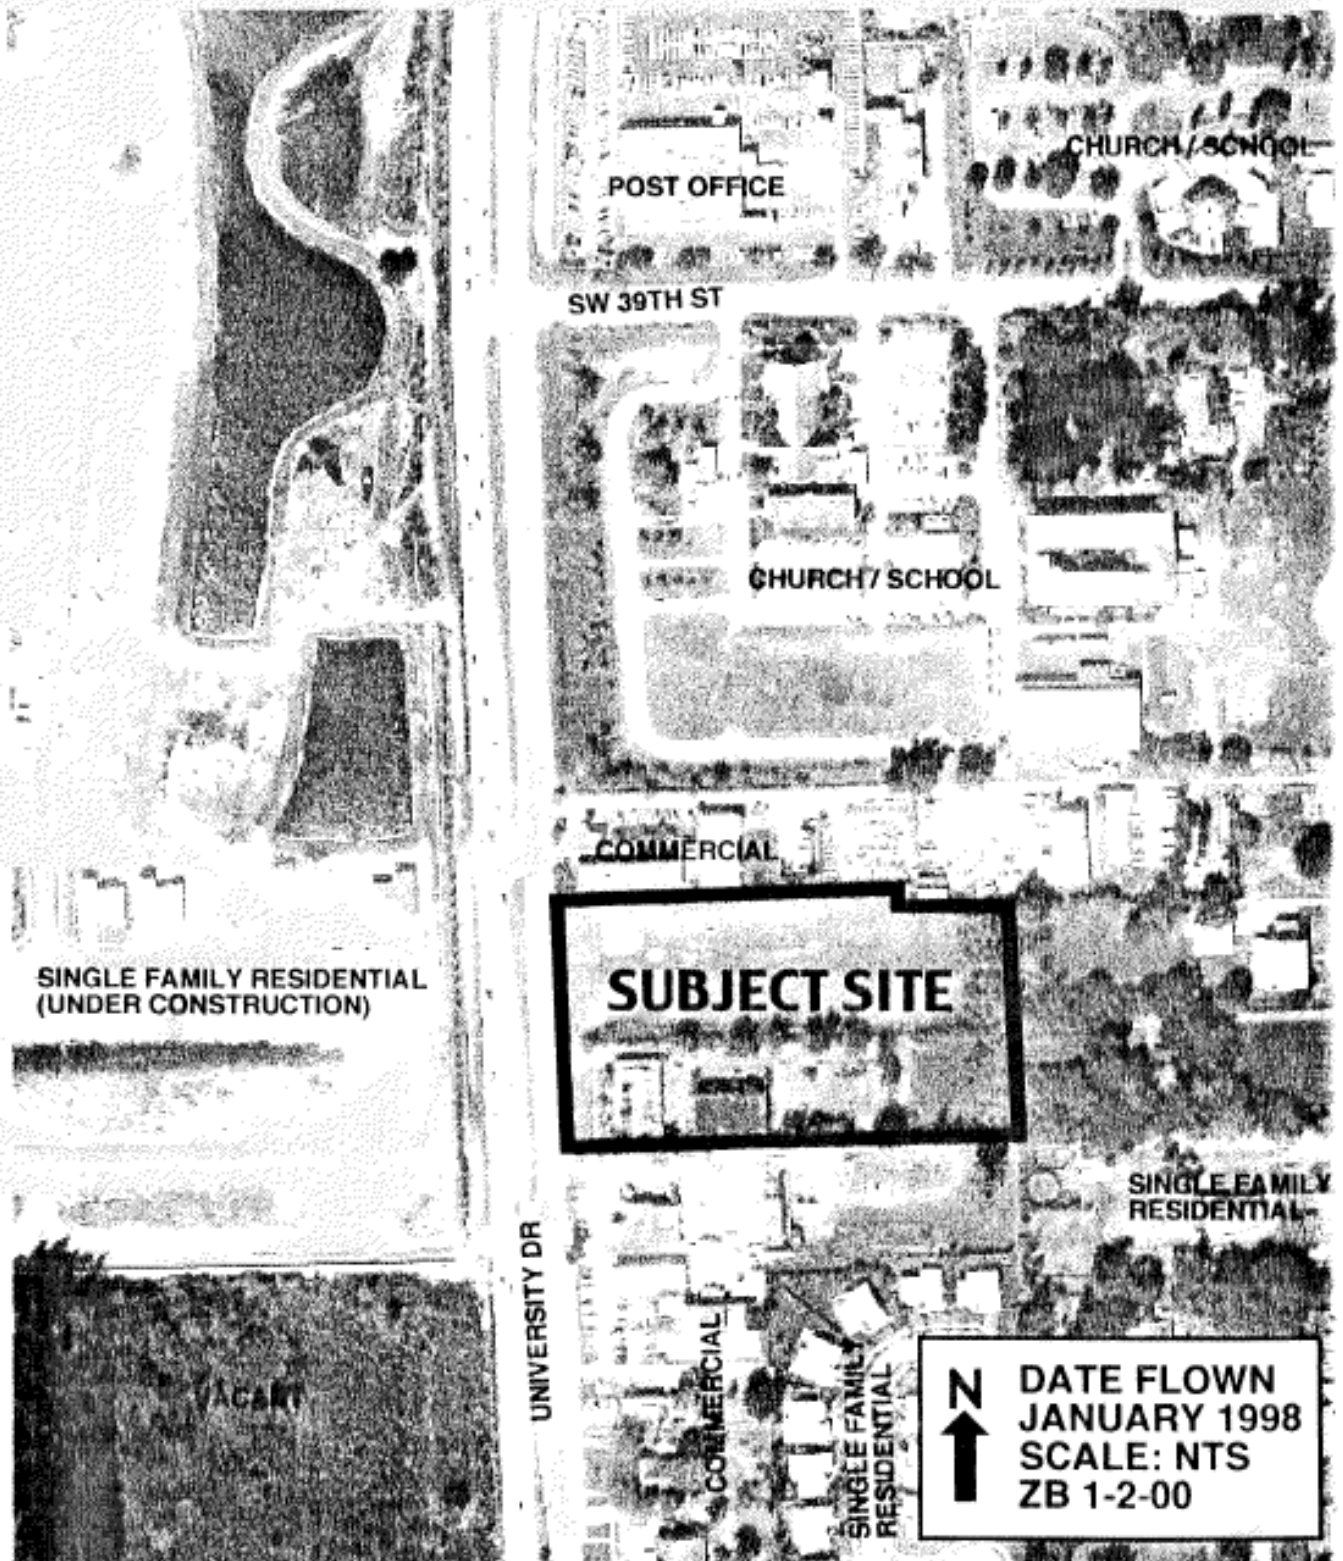 CHURCH / SCHOOL
POST OFFICE
SW 39TH ST
CHURCH / SCHOOL
COMMERCIAL
SINGLE FAMILY RESIDENTIAL
(UNDER CONSTRUCTION)
SUBJECT SITE
SINGLE FAMILY
RESIDENTIAL
UNIVERSITY DR
COMMERCIAL
SINGLE FAMILY
RESIDENTIAL
VACANT
N
DATE FLOWN
JANUARY 1998
SCALE: NTS
ZB 1-2-00